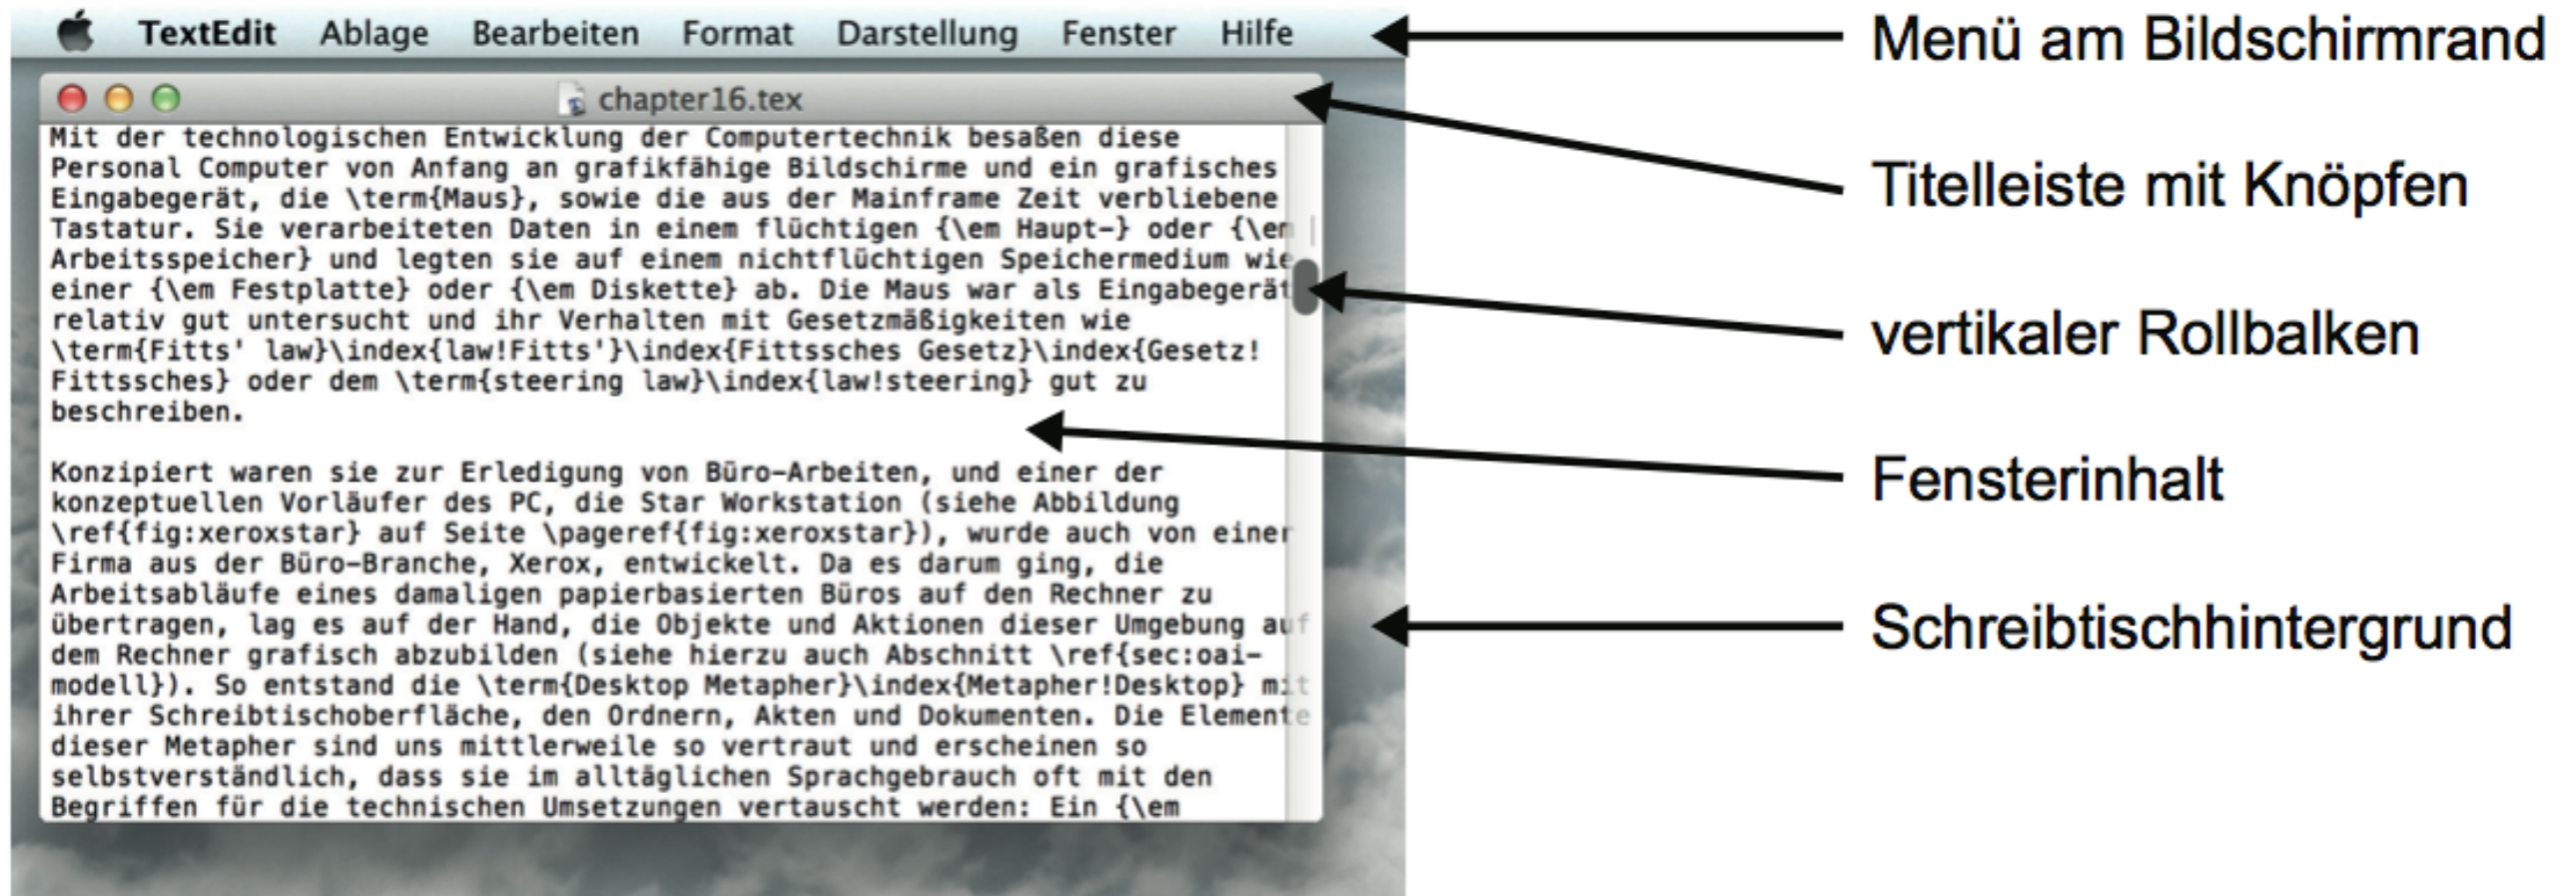 TextEdit Ablage Bearbeiten Format Darstellung Fenster Hilfe
Menü am Bildschirmrand
chapter16.tex
Titelleiste mit Knöpfen
Mit der technologischen Entwicklung der Computertechnik besaßen diese
Personal Computer von Anfang an grafikfähige Bildschirme und ein grafisches
Eingabegerät, die \term{Maus}, sowie die aus der Mainframe Zeit verbliebene
Tastatur. Sie verarbeiteten Daten in einem flüchtigen {\em Haupt-} oder {\em
Arbeitsspeicher} und legten sie auf einem nichtflüchtigen Speichermedium wie
einer {\em Festplatte} oder {\em Diskette} ab. Die Maus war als Eingabegerät
relativ gut untersucht und ihr Verhalten mit Gesetzmäßigkeiten wie
\term{Fitts' law}\index{law!Fitts'}\index{Fittssches Gesetz}\index{Gesetz!
Fittssches} oder dem \term{steering law}\index{law!steering} gut zu
beschreiben.
Konzipiert waren sie zur Erledigung von Büro-Arbeiten, und einer der
konzeptuellen Vorläufer des PC, die Star Workstation (siehe Abbildung
\ref{fig:xeroxstar} auf Seite \pageref{fig:xeroxstar}), wurde auch von einer
Firma aus der Büro-Branche, Xerox, entwickelt. Da es darum ging, die
Arbeitsabläufe eines damaligen papierbasierten Büros auf den Rechner zu
übertragen, lag es auf der Hand, die Objekte und Aktionen dieser Umgebung auf
dem Rechner grafisch abzubilden (siehe hierzu auch Abschnitt \ref{sec:oai-
modell}). So entstand die \term{Desktop Metapher}\index{Metapher!Desktop} mit
ihrer Schreibtischoberfläche, den Ordnern, Akten und Dokumenten. Die Elemente
dieser Metapher sind uns mittlerweile so vertraut und erscheinen so
selbstverständlich, dass sie im alltäglichen Sprachgebrauch oft mit den
Begriffen für die technischen Umsetzungen vertauscht werden: Ein {\em
vertikaler Rollbalken
Fensterinhalt
Schreibtischhintergrund